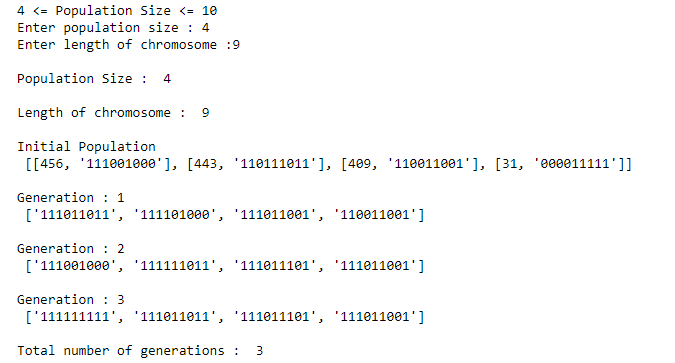 4 <= Population Size <= 10
Enter population size : 4
Enter length of chromosome :9
Population Size :  4
Length of chromosome :  9
Initial Population
[[456, '111001000'], [443, '110111011'], [409, '110011001'], [31, '000011111']]
Generation : 1
['111011011', '111101000', '111011001', '110011001']
Generation : 2
['111001000', '111111011', '111011101', '111011001']
Generation : 3
['111111111', '111011011', '111011101', '111011001']
Total number of generations :  3